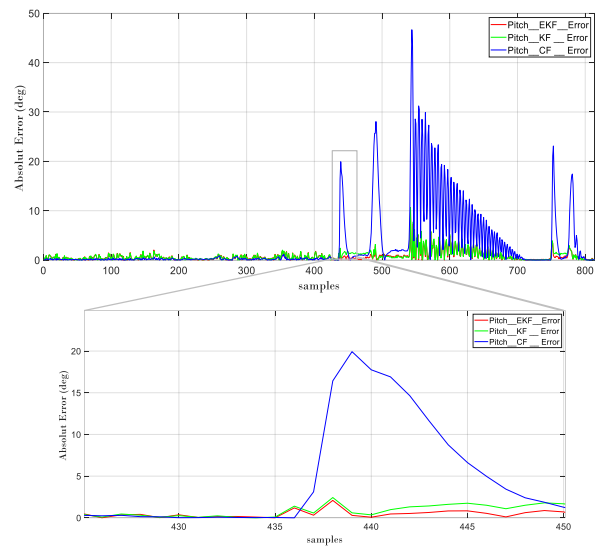 50
40
30
20
10
0
Absolut Error (deg)
Pitch__EKF__Error
Pitch__KF __ Error
Pitch__CF __ Error
0 100 200 300 400 500 600 700 800
samples
20
15
10
5
0
Absolut Error (deg)
Pitch__EKF__Error
Pitch__KF __ Error
Pitch__CF __ Error
430 435 440 445 450
samples